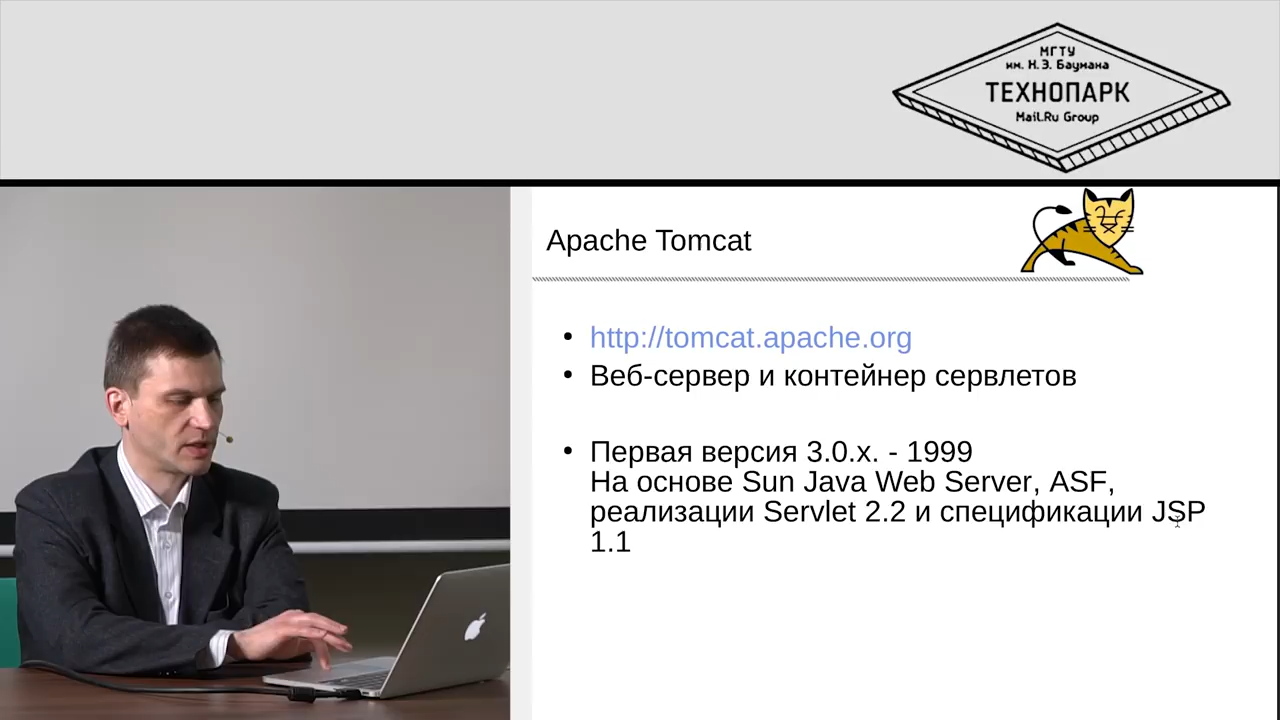 МГТУ
им. Н.Э. Баумана
ТЕХНОПАРК
Mail.Ru Group
Apache Tomcat
http://tomcat.apache.org
Веб-сервер и контейнер сервлетов
Первая версия 3.0.x. - 1999
На основе Sun Java Web Server, ASF,
реализации Servlet 2.2 и спецификации JSP
1.1